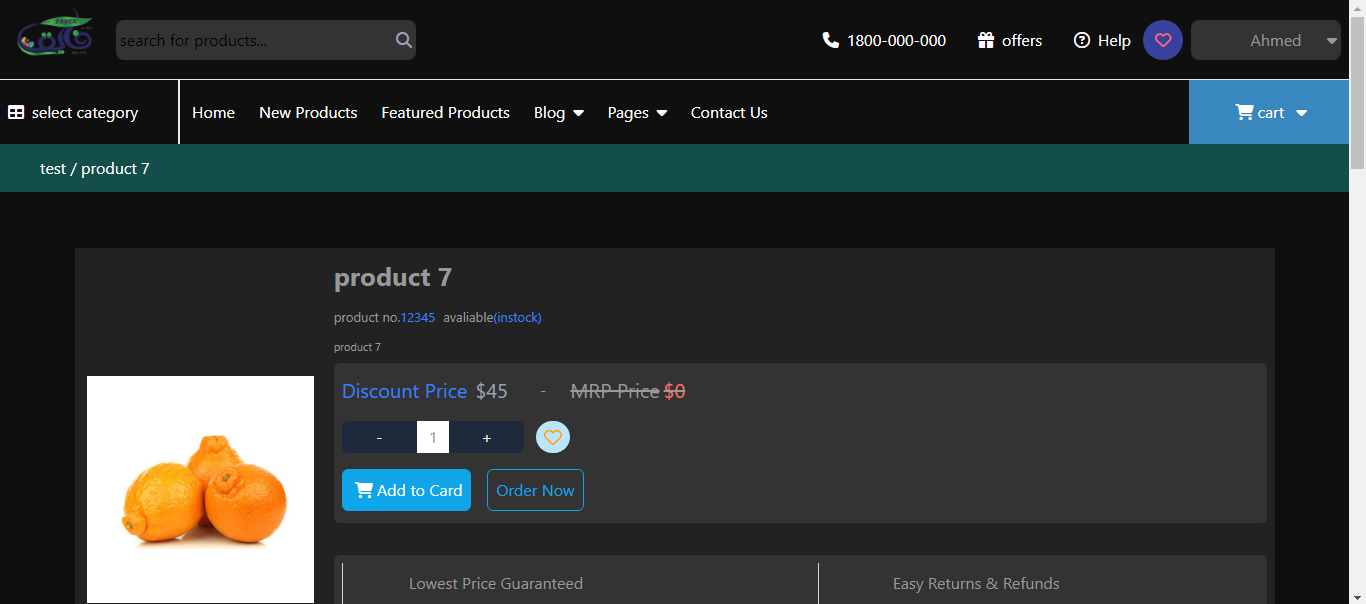 search for products...
1800-000-000
offers
Help
Ahmed
select category
Home
New Products
Featured Products
Blog
Pages
Contact Us
cart
test / product 7
product 7
product no.12345 avaliable(instock)
product 7
Discount Price $45 - MRP Price $0
- 1 +
Add to Card
Order Now
Lowest Price Guaranteed
Easy Returns & Refunds